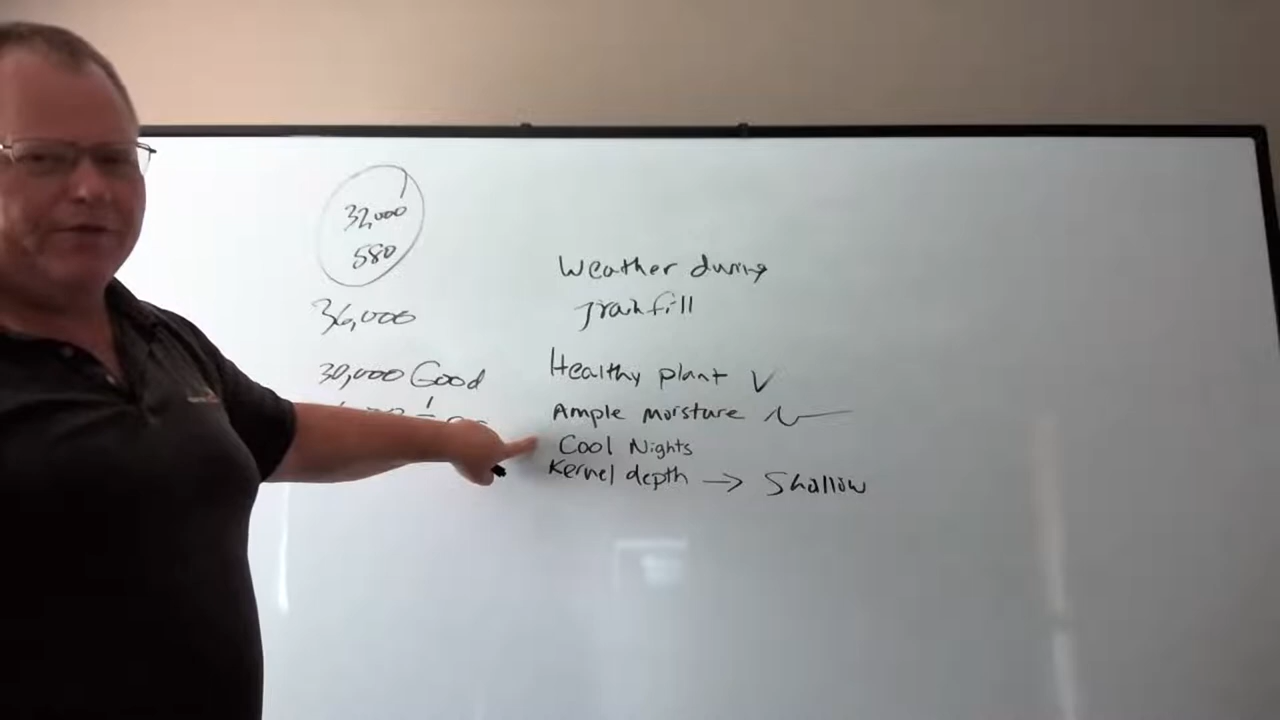 32,000
580
36,000
30,000 Good
Weather during
grainfill
Healthy plant ✓
Ample moisture
Cool Nights
Kernel depth → Shallow